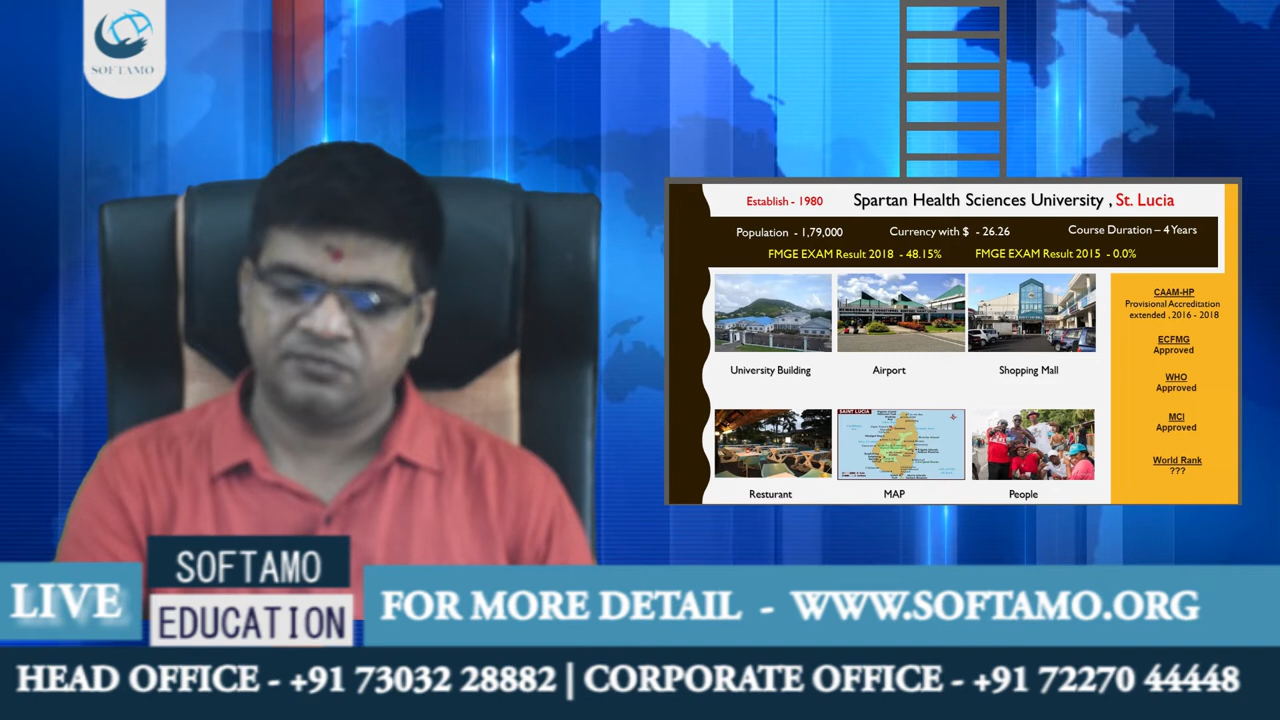 SOFTAMO
Establish - 1980
Spartan Health Sciences University , St. Lucia
Population - 1,79,000
Currency with $ - 26.26
Course Duration – 4 Years
FMGE EXAM Result 2018 - 48.15%
FMGE EXAM Result 2015 - 0.0%
CAAM-HP
Provisional Accreditation
extended , 2016 - 2018
ECFMG
Approved
WHO
Approved
MCI
Approved
World Rank
???
University Building
Airport
Shopping Mall
SAINT LUCIA
Resturant
MAP
People
LIVE
SOFTAMO
EDUCATION
FOR MORE DETAIL - WWW.SOFTAMO.ORG
HEAD OFFICE - +91 73032 28882 | CORPORATE OFFICE - +91 72270 44448